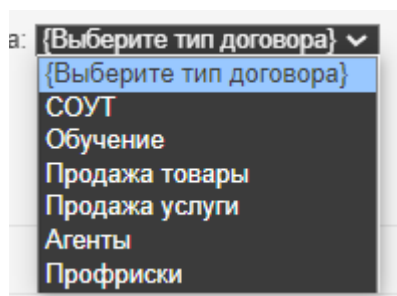 а: {Выберите тип договора}
{Выберите тип договора}
СОУТ
Обучение
Продажа товары
Продажа услуги
Агенты
Профриски